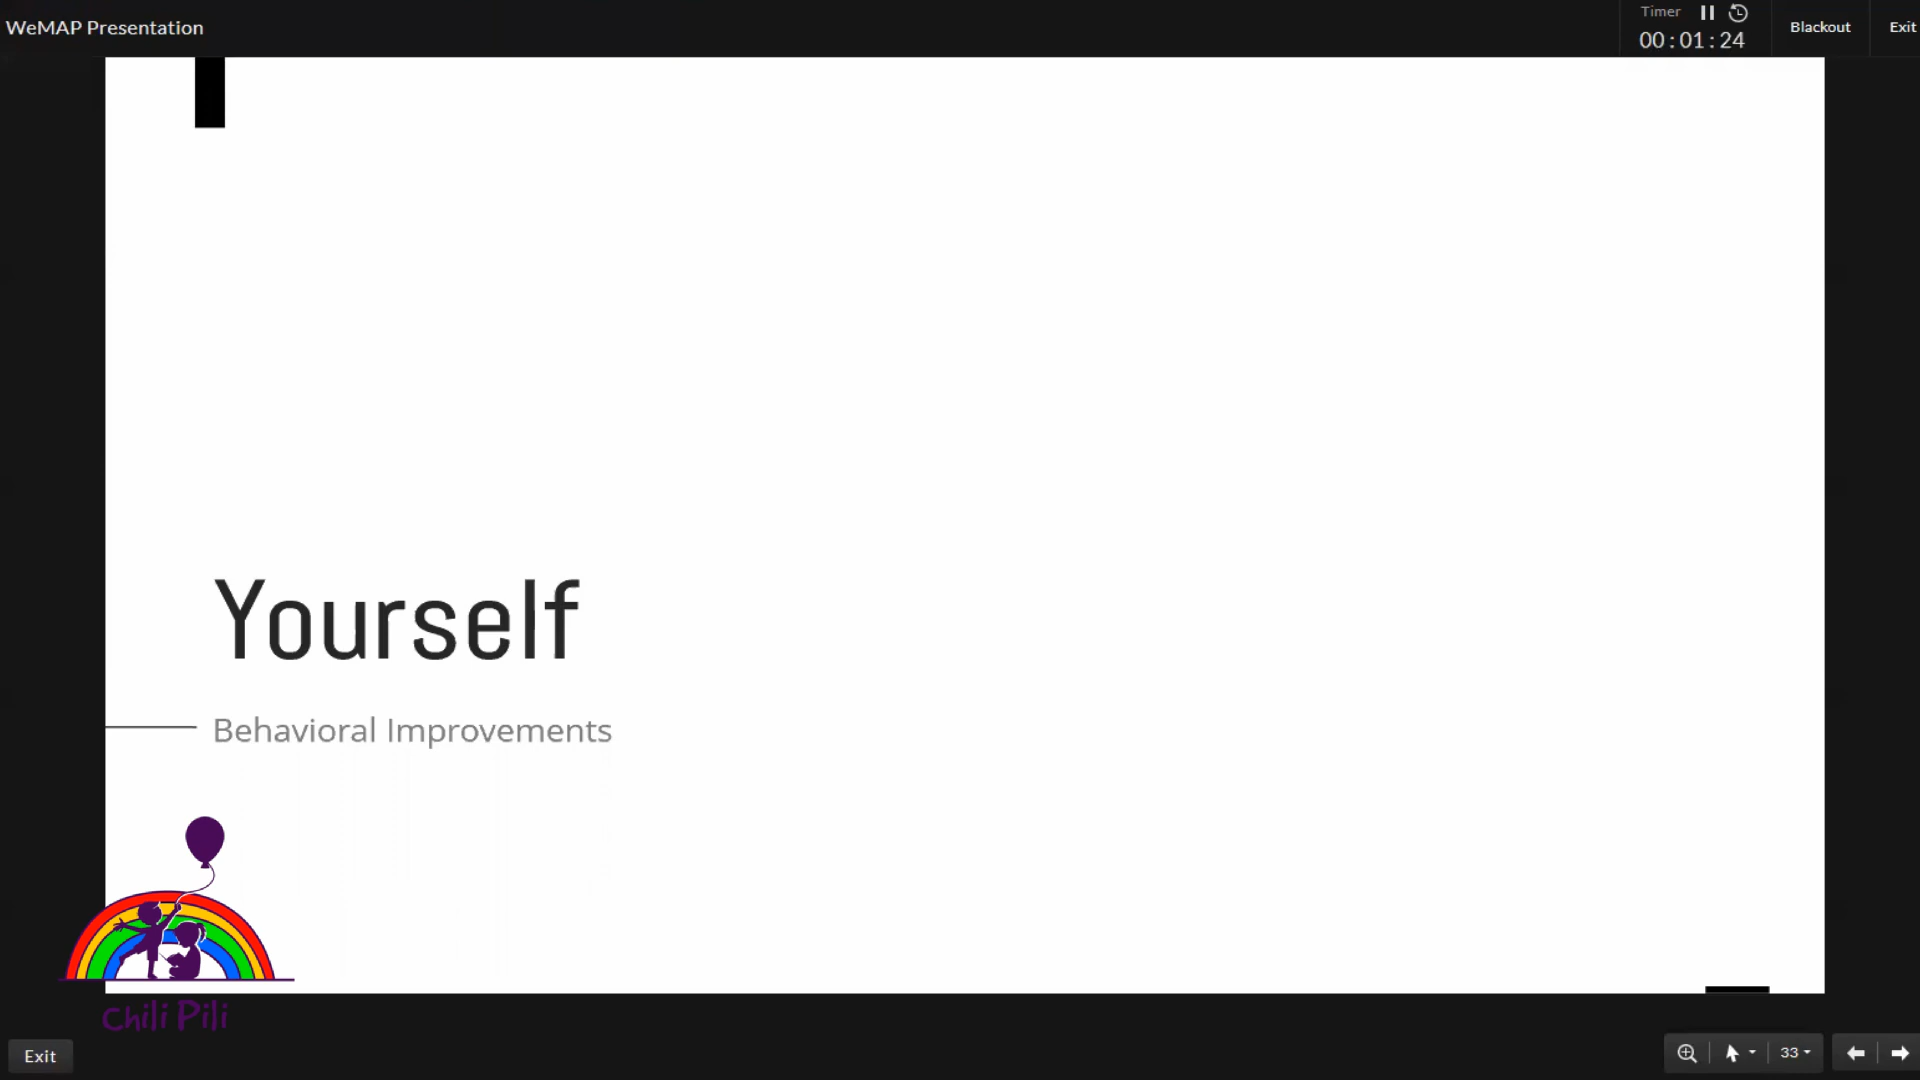 WeMAP Presentation
Timer
00:01:24
Blackout
Exit
Yourself
Behavioral Improvements
Chili Pili
Exit
33